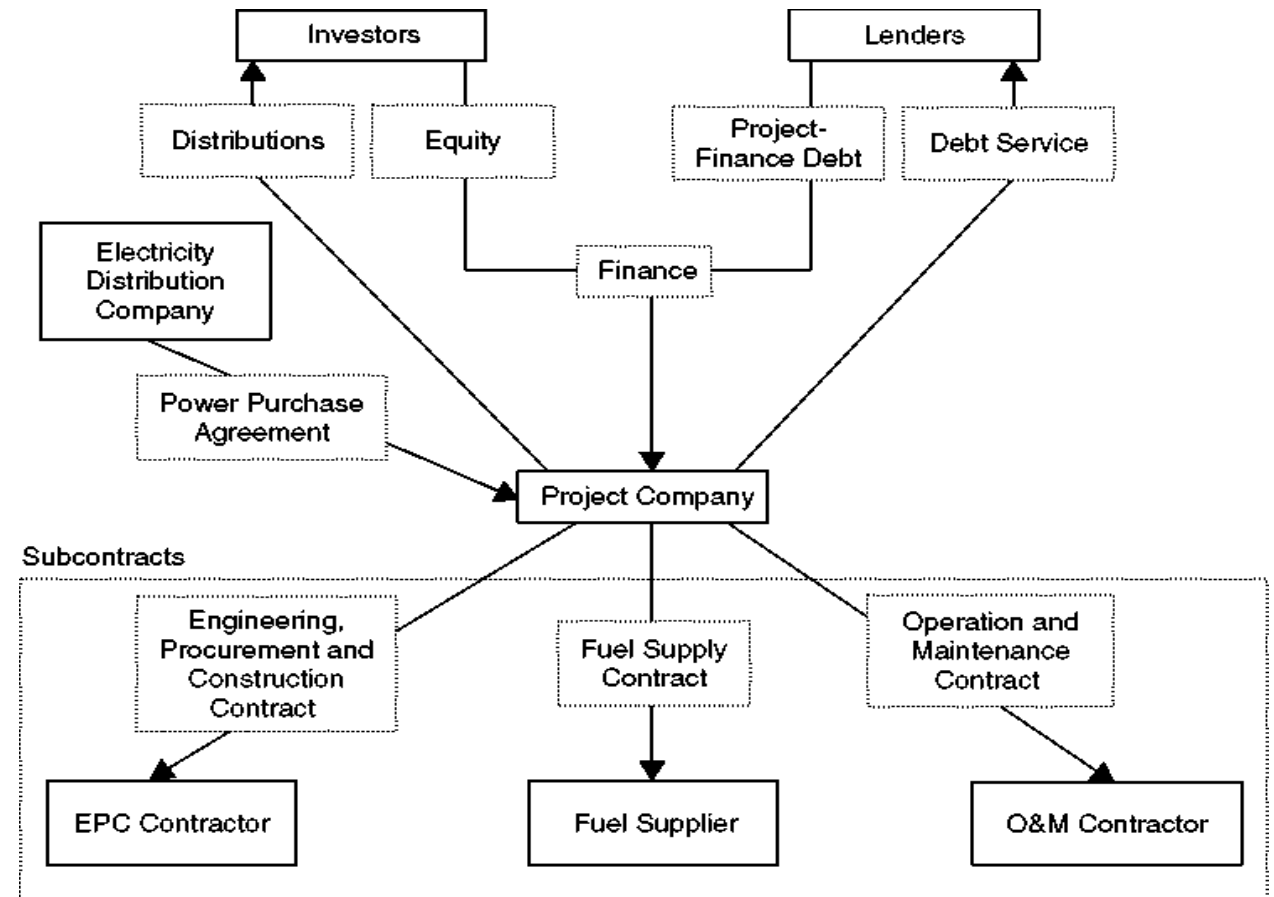 Investors
Lenders
Distributions
Equity
Project-
Finance Debt
Debt Service
Electricity
Distribution
Company
Finance
Power Purchase
Agreement
Project Company
Subcontracts
Engineering,
Procurement and
Construction
Contract
Fuel Supply
Contract
Operation and
Maintenance
Contract
EPC Contractor
Fuel Supplier
O&M Contractor